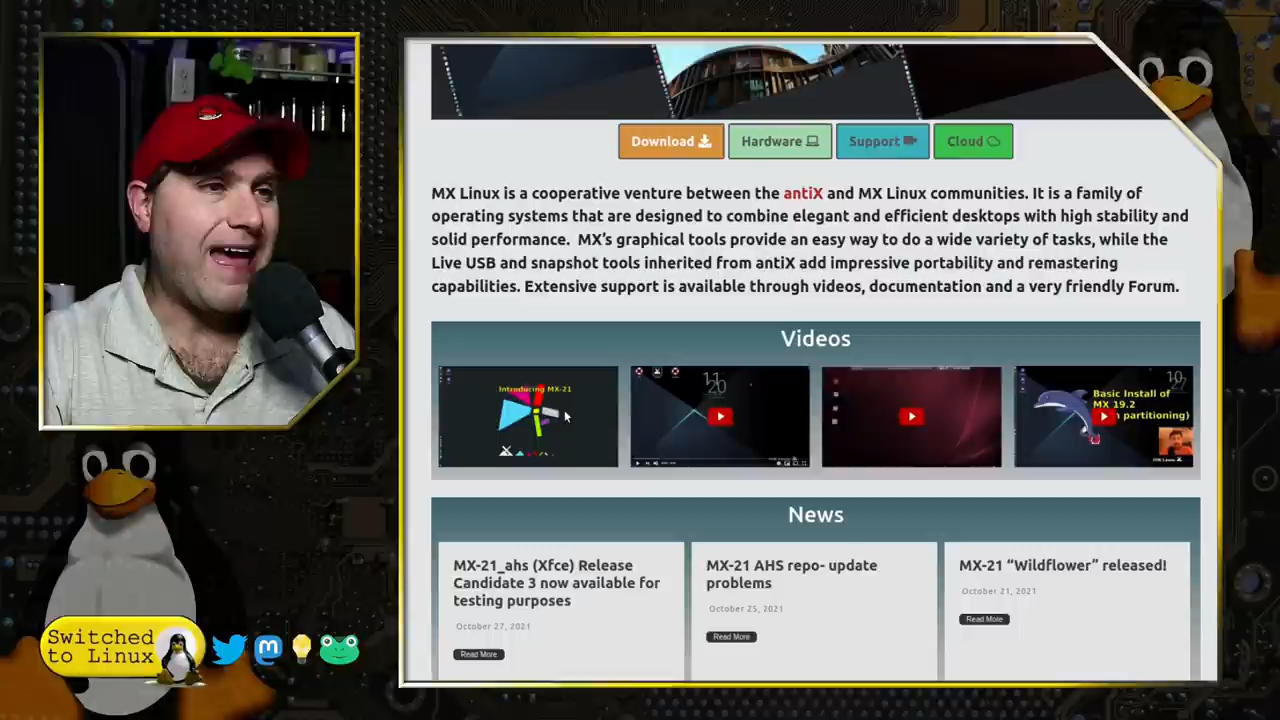 Download
Hardware
Support
Cloud
MX Linux is a cooperative venture between the antiX and MX Linux communities. It is a family of
operating systems that are designed to combine elegant and efficient desktops with high stability and
solid performance. MX's graphical tools provide an easy way to do a wide variety of tasks, while the
Live USB and snapshot tools inherited from antiX add impressive portability and remastering
capabilities. Extensive support is available through videos, documentation and a very friendly Forum.
Videos
Introducing MX-21
11
20
10
27
Basic Install of
MX 19.2
partitioning)
News
MX-21_ahs (Xfce) Release
Candidate 3 now available for
testing purposes
October 27, 2021
Read More
MX-21 AHS repo- update
problems
October 25, 2021
Read More
MX-21 “Wildflower” released!
October 21, 2021
Read More
Switched
to Linux